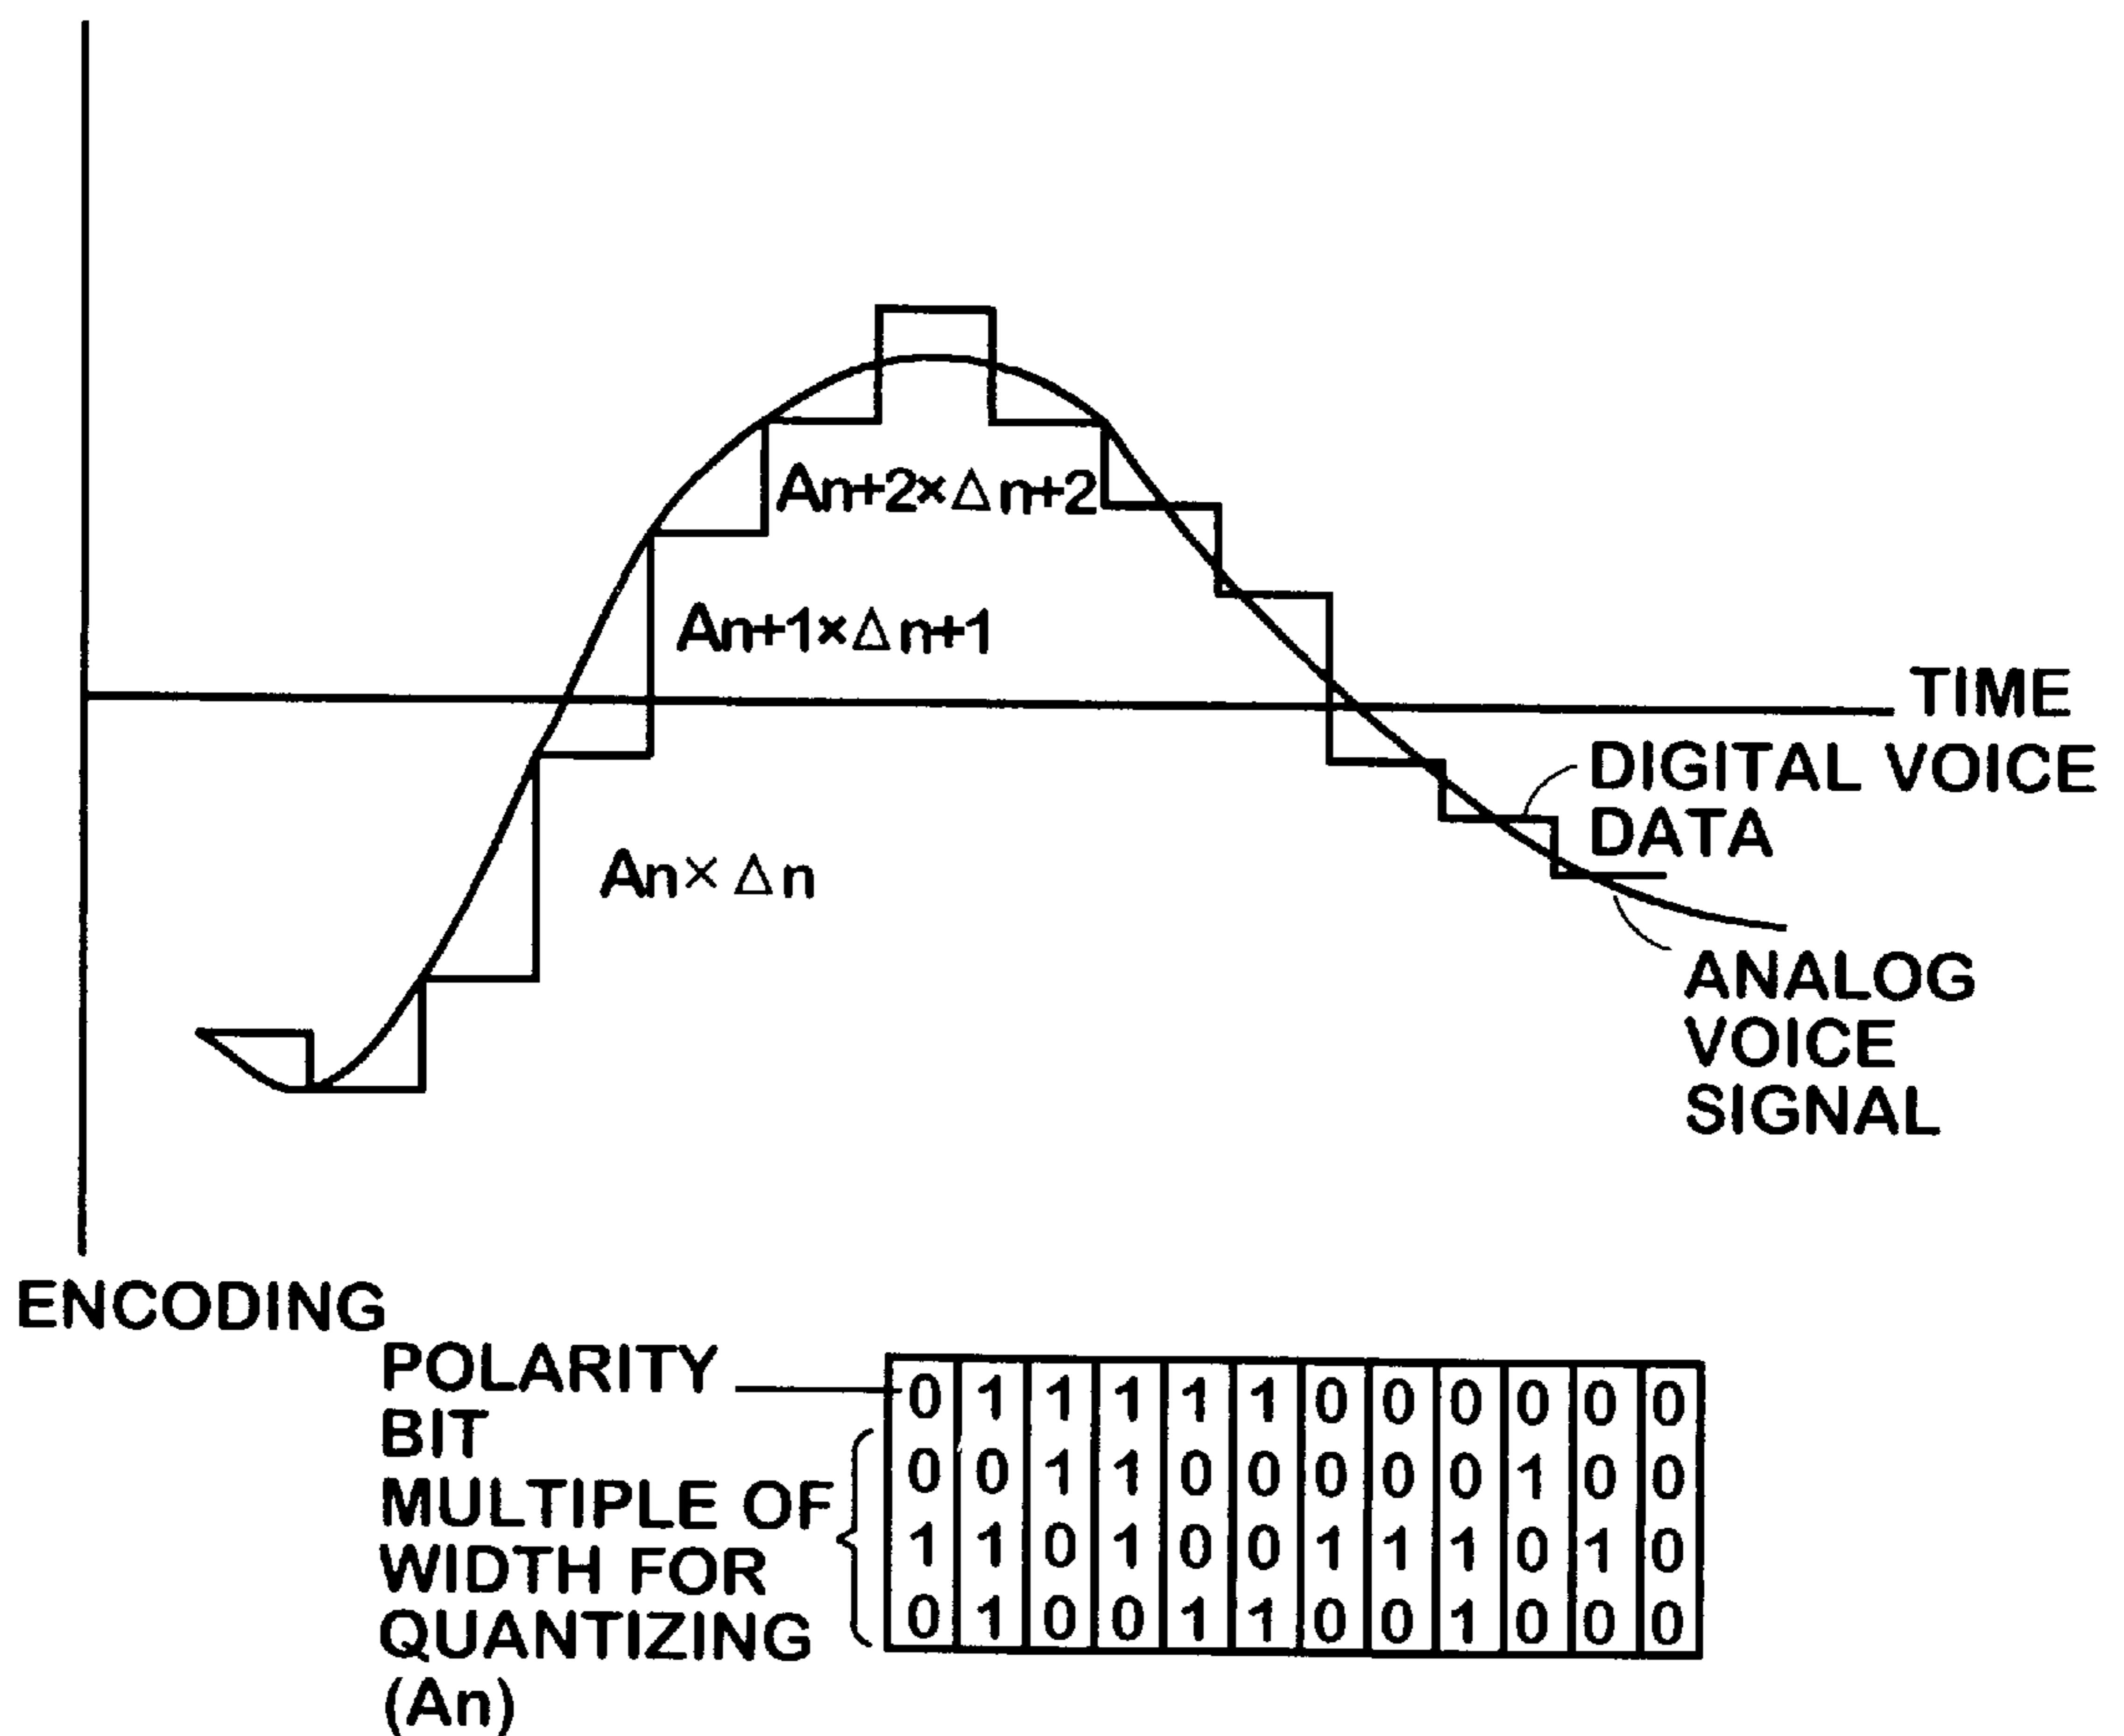 An+2×Δn+2
An+1×Δn+1
TIME
DIGITAL VOICE
DATA
An×Δn
ANALOG
VOICE
SIGNAL
ENCODING
POLARITY
BIT
MULTIPLE OF
WIDTH FOR
QUANTIZING
(An)
0 1 1 1 1 1 0 0 0 0 0 0
0 0 1 1 0 0 0 0 0 1 0 0
1 1 0 1 0 0 1 1 1 0 1 0
0 1 0 0 1 1 0 0 1 0 0 0